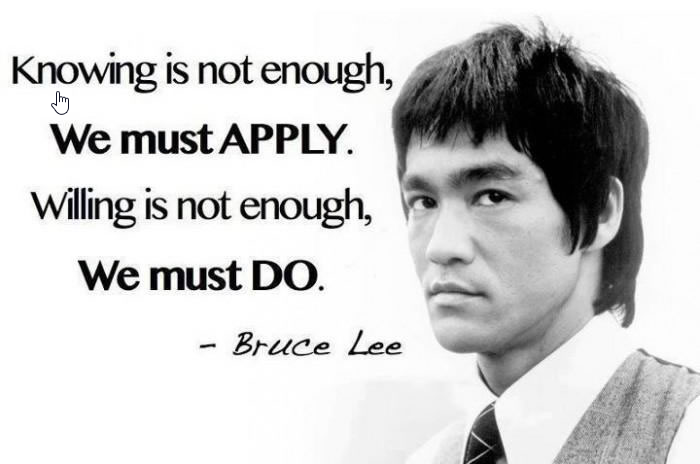 Knowing is not enough,
We must APPLY.
Willing is not enough,
We must DO.
- Bruce Lee